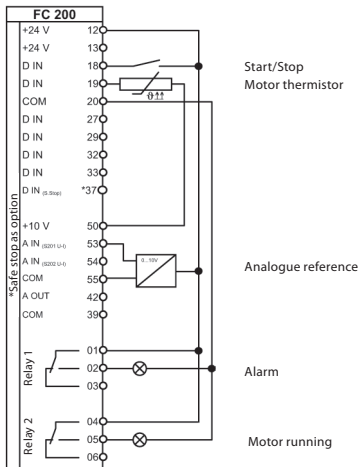 FC 200
+24 V 12
+24 V 13
D IN 18
Start/Stop
D IN 19
Motor thermistor
COM 20
D IN 27
D IN 29
D IN 32
D IN 33
D IN (S.Stop) *37
*Safe stop as option
+10 V 50
A IN (S201 U-I) 53
0...10V
A IN (S202 U-I) 54
Analogue reference
COM 55
A OUT 42
COM 39
Relay 1
01
02
Alarm
03
Relay 2
04
05
Motor running
06